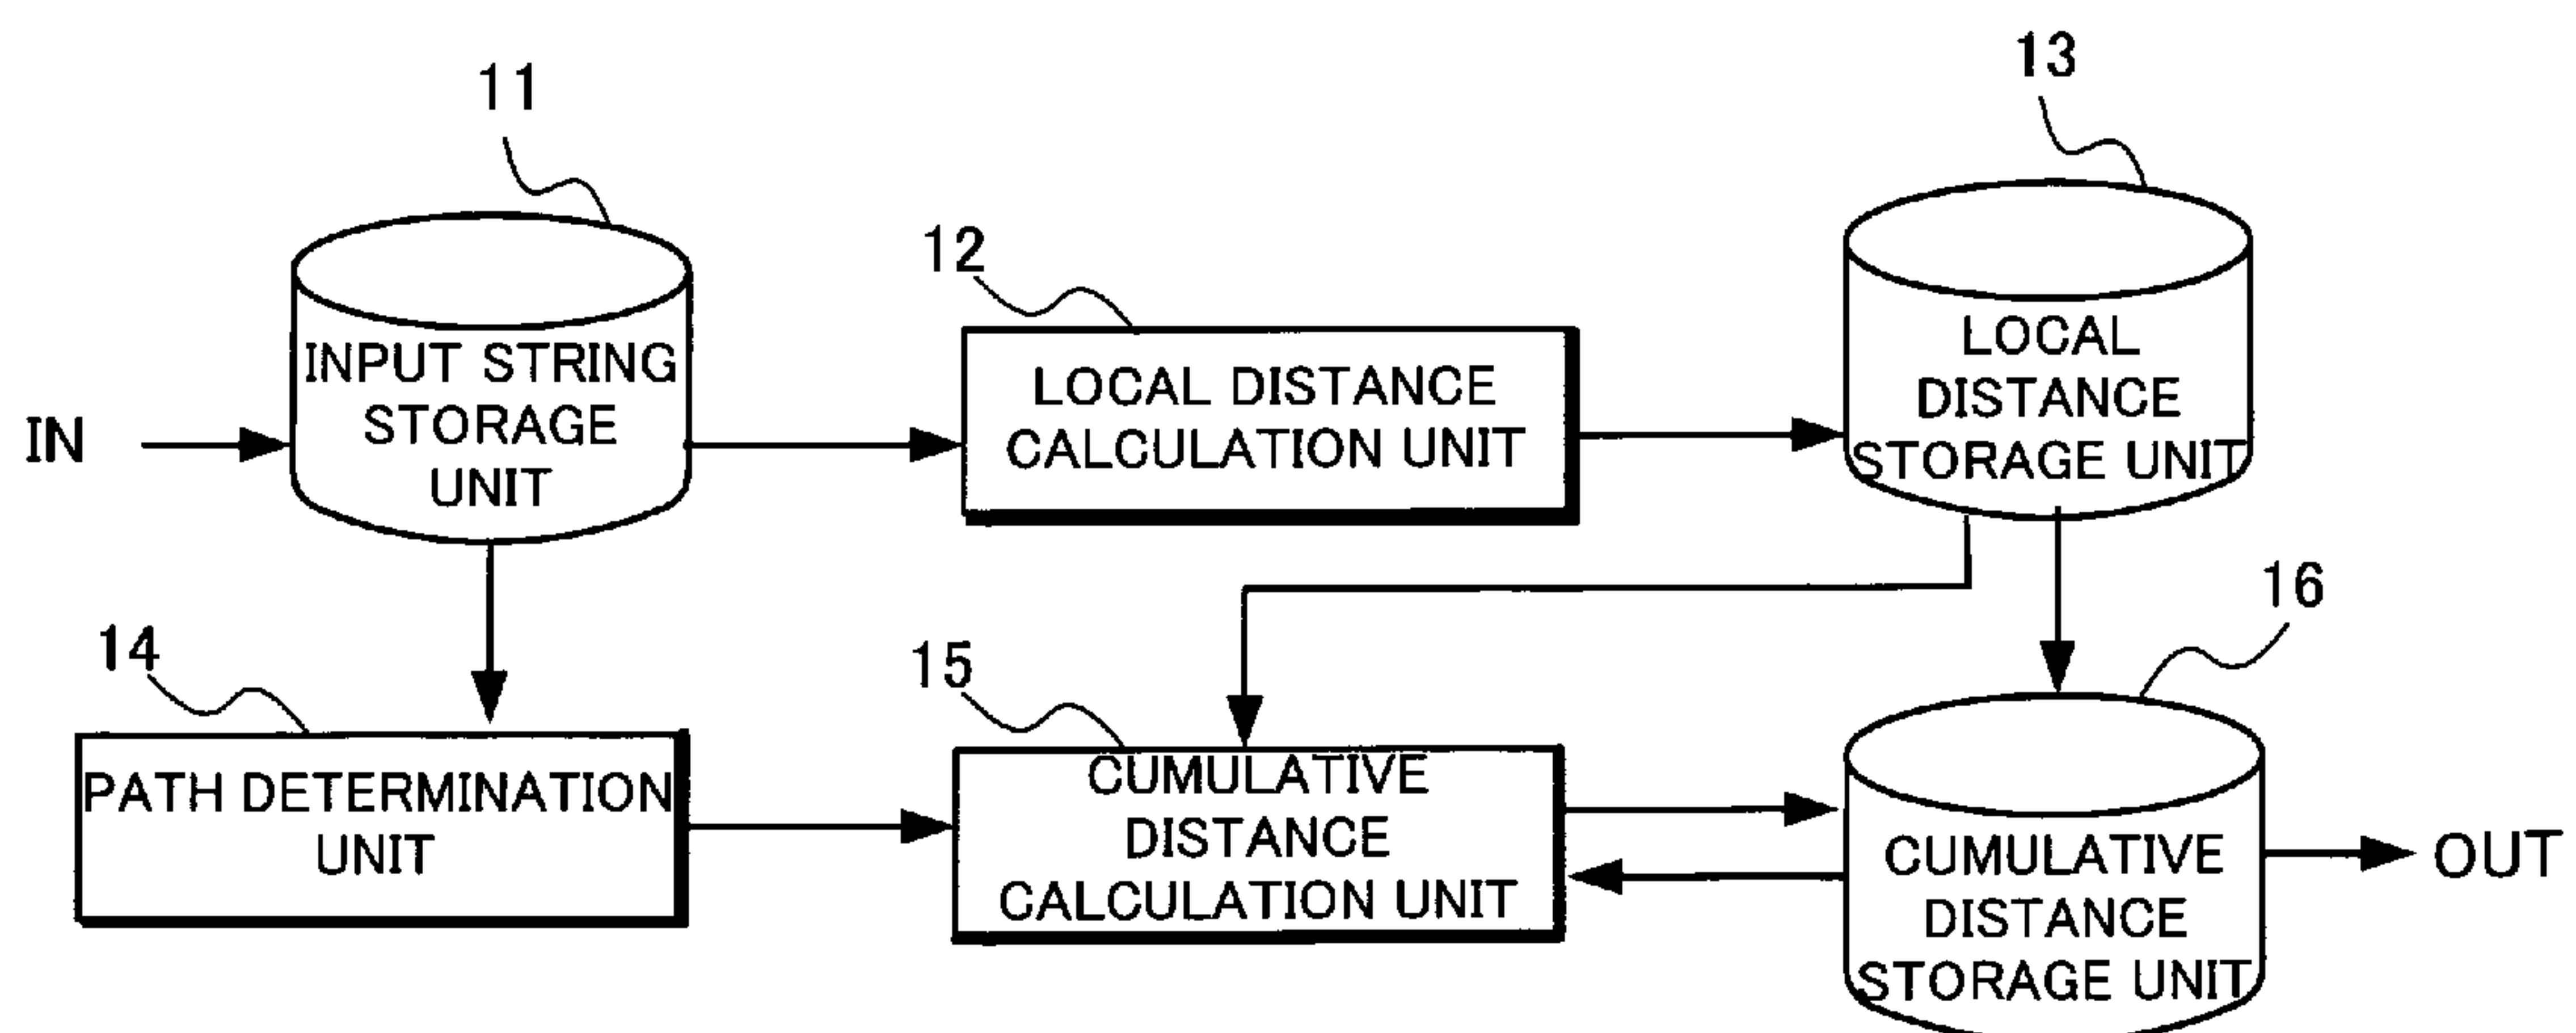 11
13
12
INPUT STRING
STORAGE
UNIT
LOCAL DISTANCE
CALCULATION UNIT
LOCAL
DISTANCE
STORAGE UNIT
IN
14
15
16
PATH DETERMINATION
UNIT
CUMULATIVE
DISTANCE
CALCULATION UNIT
CUMULATIVE
DISTANCE
STORAGE UNIT
OUT